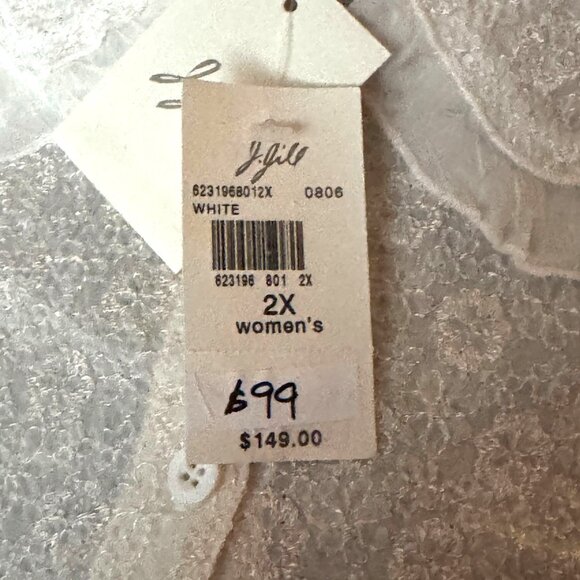 J.Jill
6231968012X 0806
WHITE
623196 801 2X
2X
women's
$99
$149.00